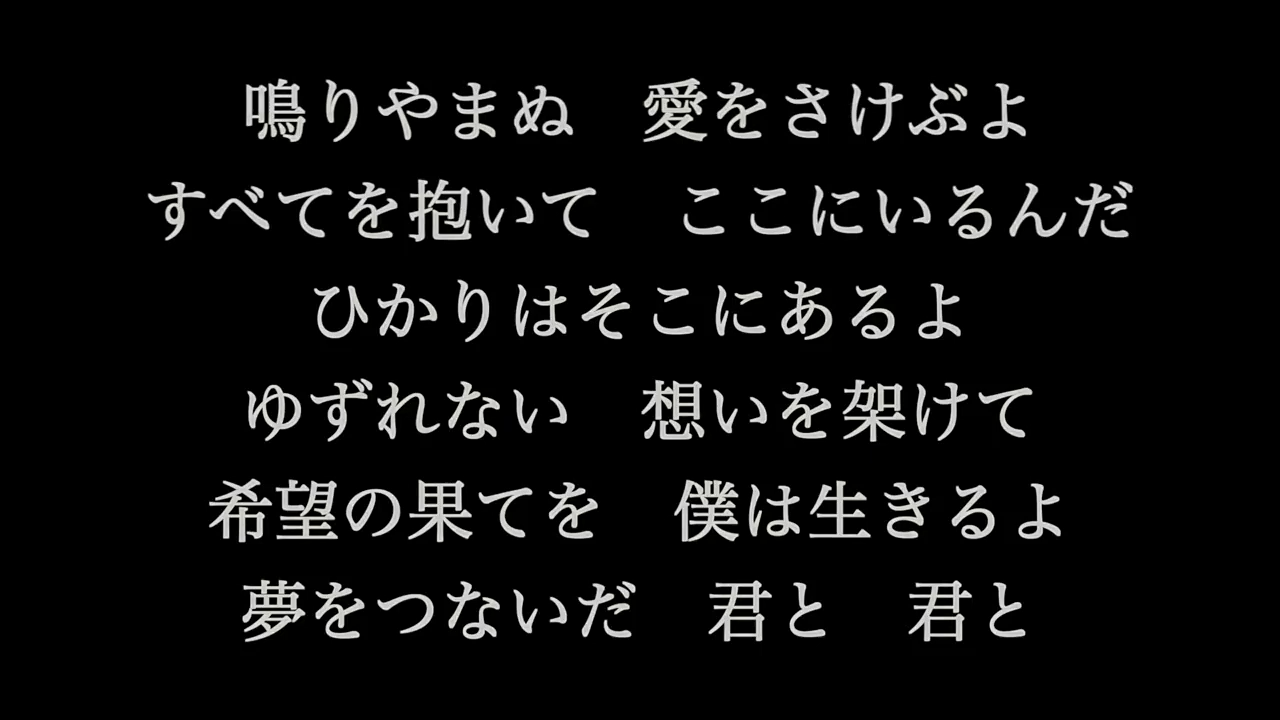 鳴りやまぬ　愛をさけぶよ
すべてを抱いて　ここにいるんだ
ひかりはそこにあるよ
ゆずれない　想いを架けて
希望の果てを　僕は生きるよ
夢をつないだ　君と　君と